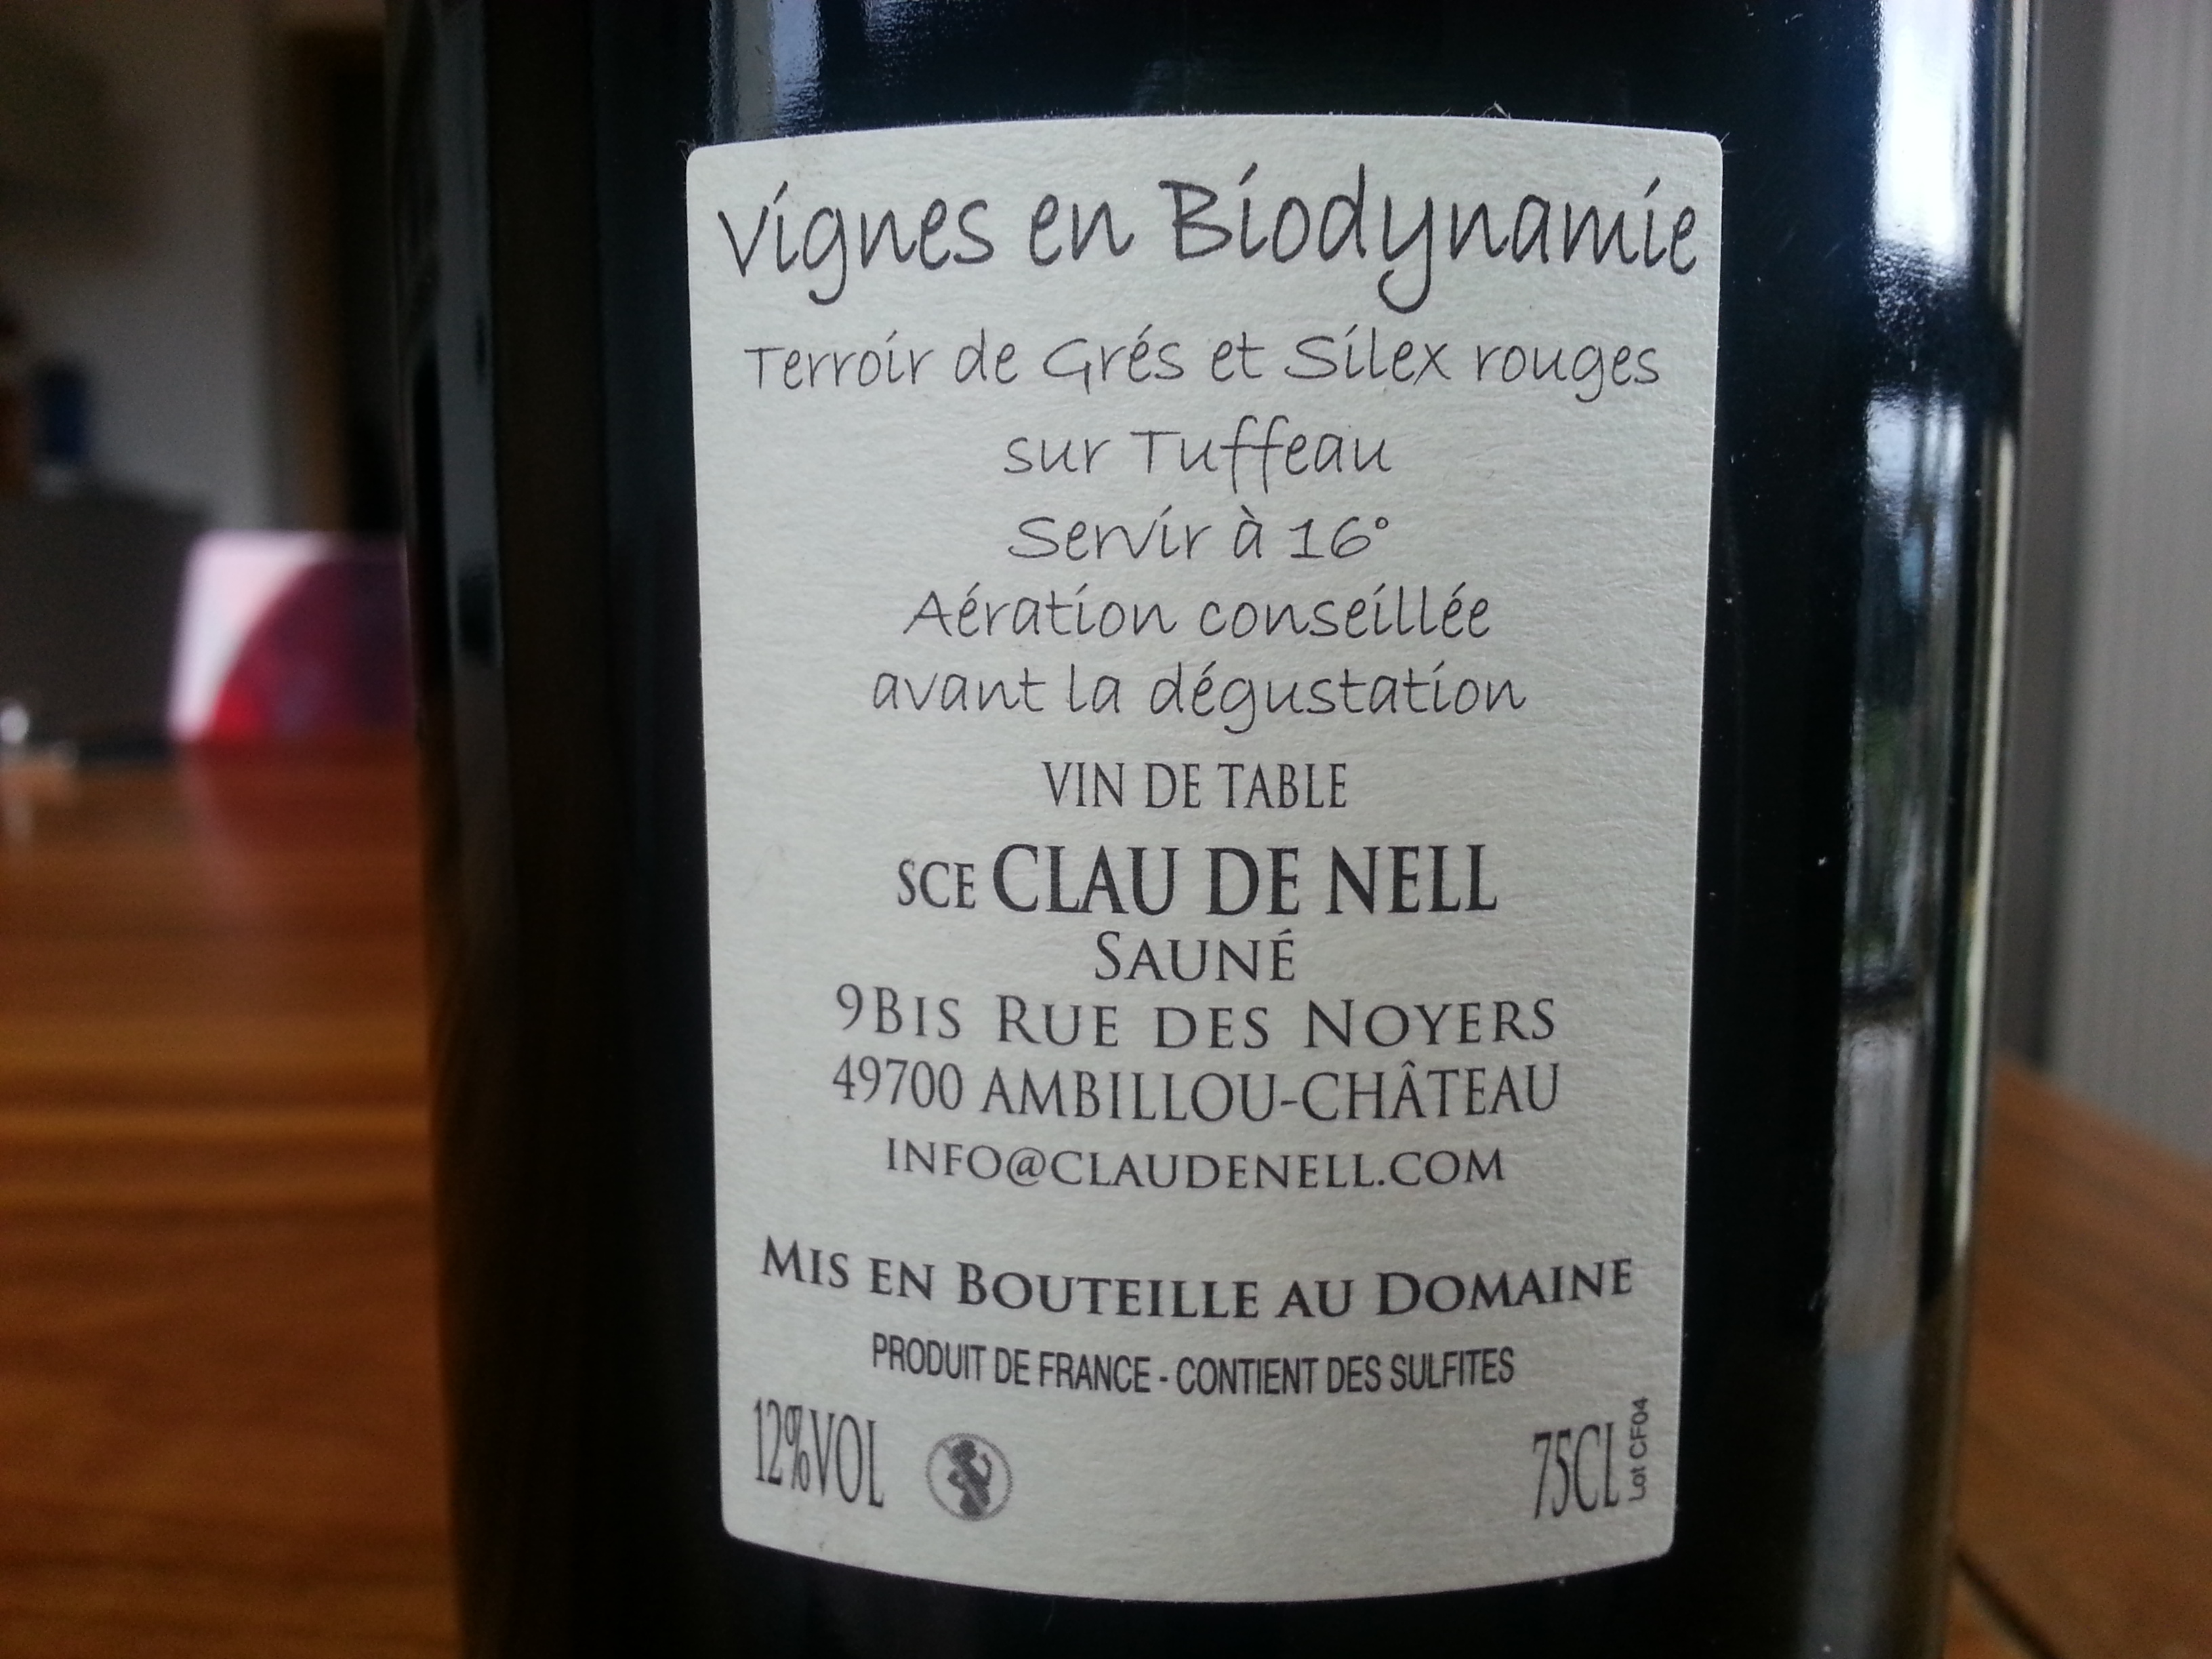 Vignes en Biodynamie
Terroir de Grés et Silex rouges
sur Tuffeau
Servir à 16°
Aération conseillée
avant la dégustation
VIN DE TABLE
SCE CLAU DE NELL
SAUNÉ
9BIS RUE DES NOYERS
49700 AMBILLOU-CHÂTEAU
INFO@CLAUDENELL.COM
MIS EN BOUTEILLE AU DOMAINE
PRODUIT DE FRANCE - CONTIENT DES SULFITES
12%VOL
75CL
Lot CF04